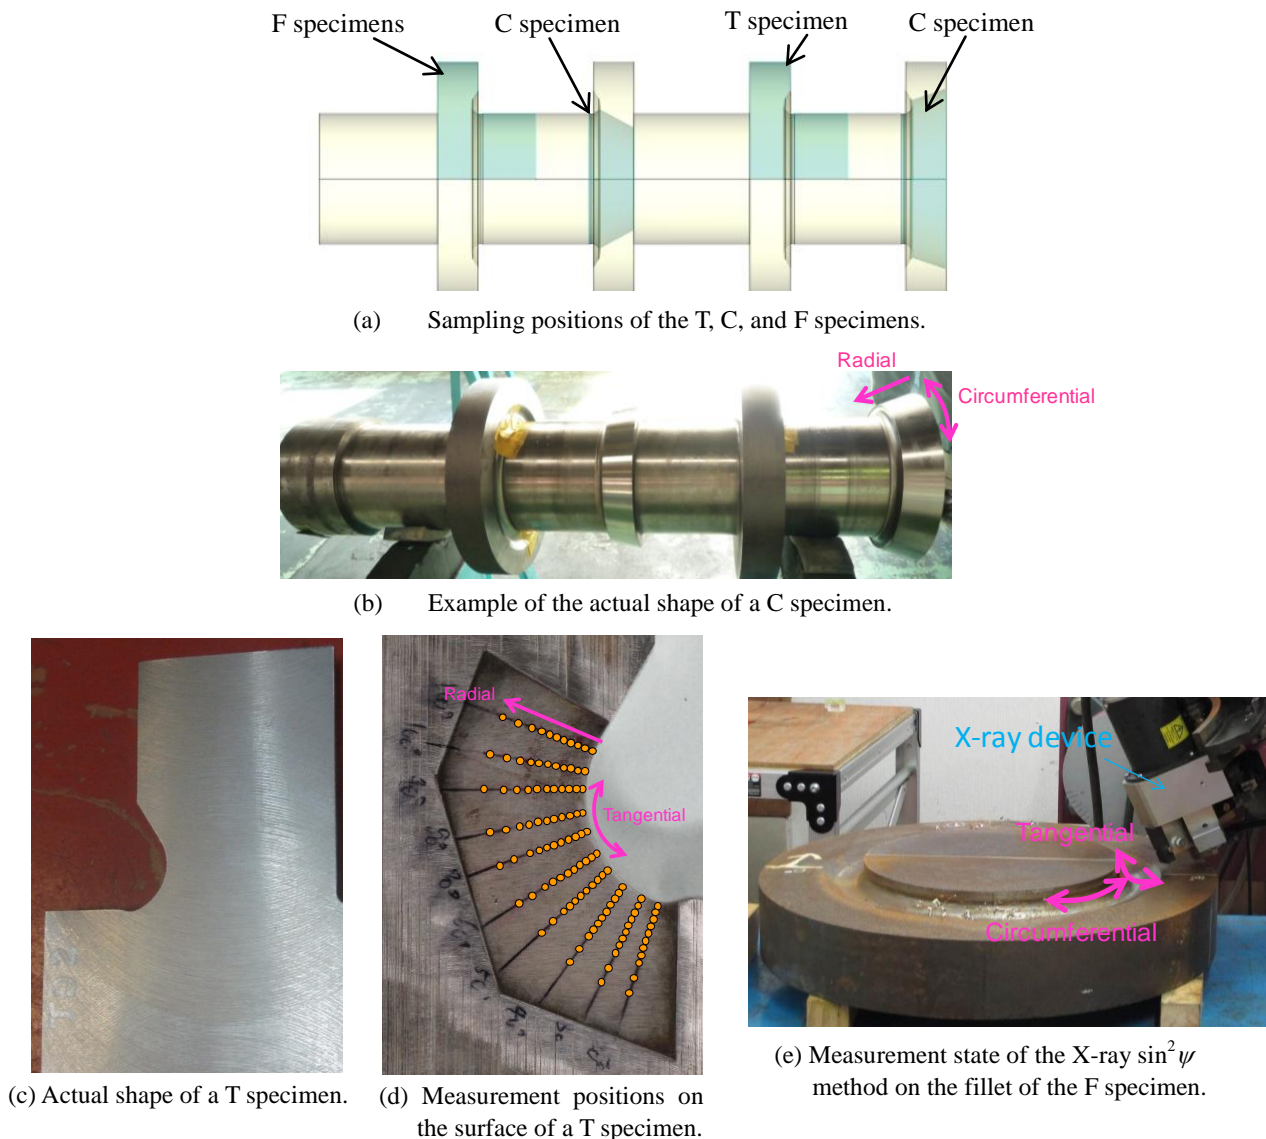 F specimens
C specimen
T specimen
C specimen
(a) Sampling positions of the T, C, and F specimens.
Radial
Circumferential
(b) Example of the actual shape of a C specimen.
Radial
Tangential
X-ray device
Tangential
Circumferential
(c) Actual shape of a T specimen.
(d) Measurement positions on
the surface of a T specimen.
(e) Measurement state of the X-ray sin²ψ
method on the fillet of the F specimen.